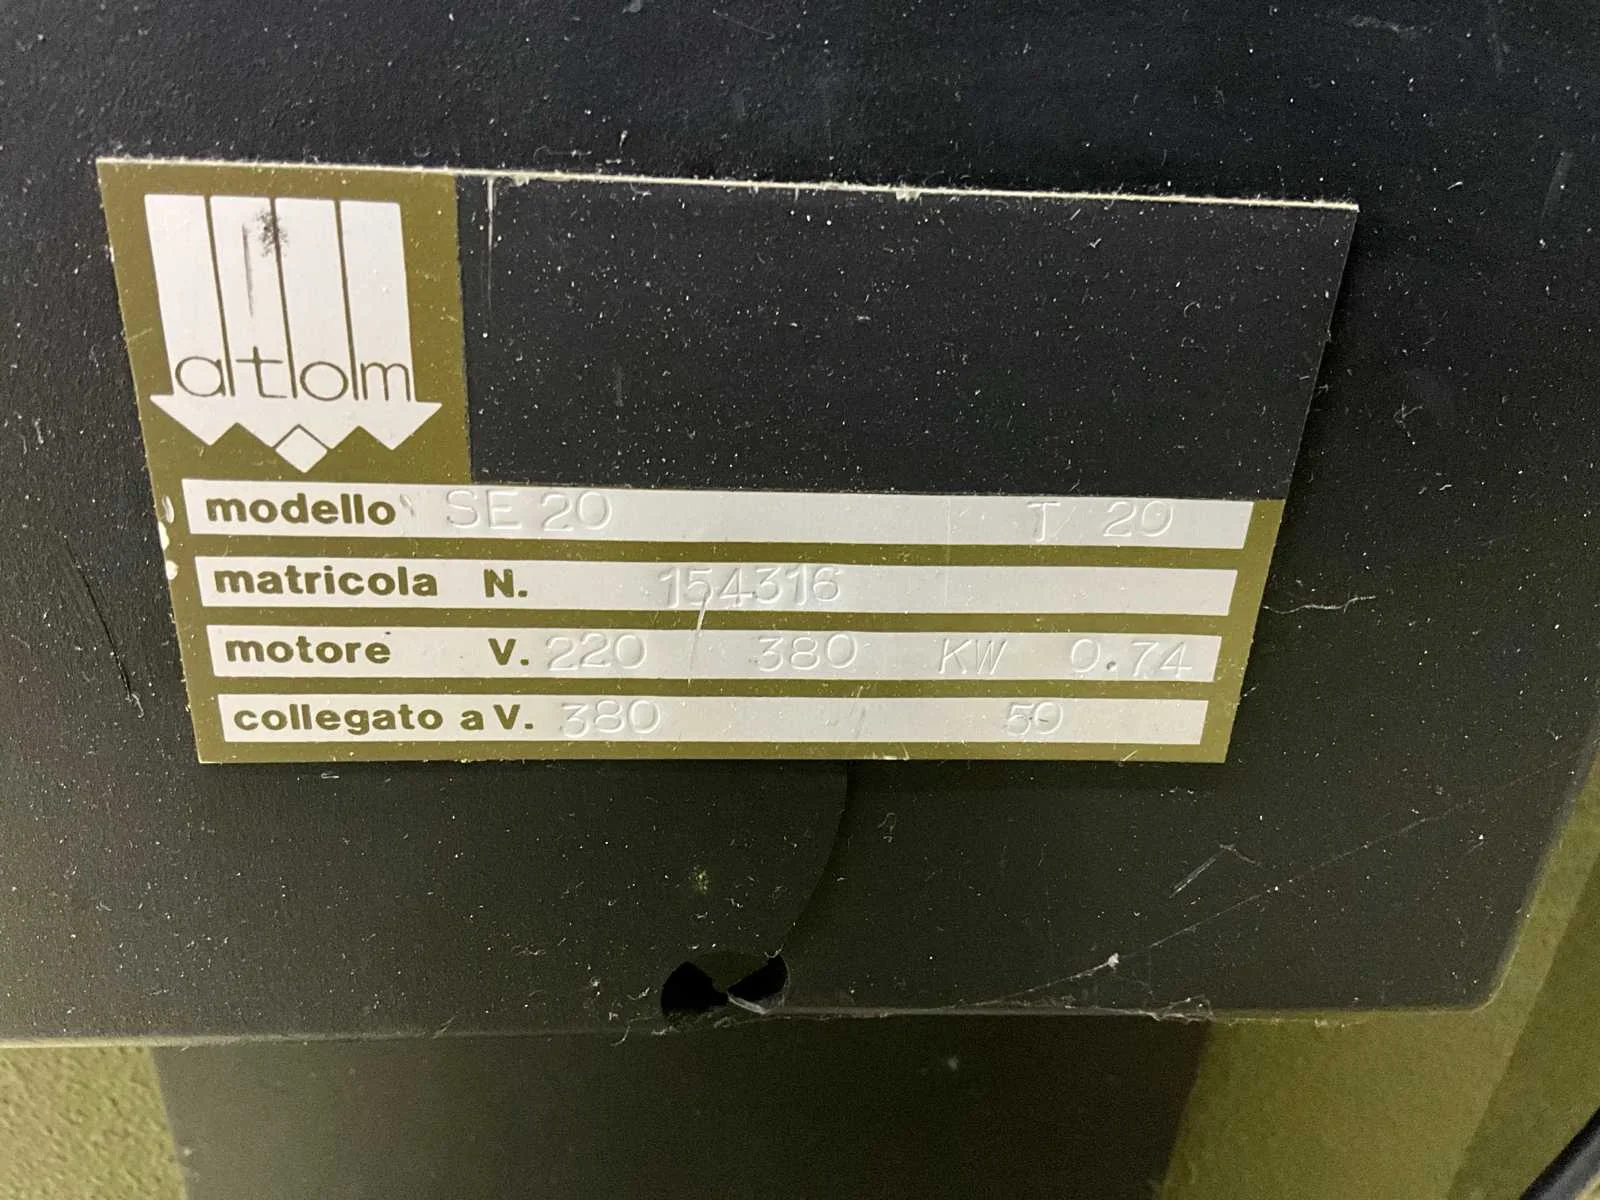 atom
modello SE 20 T 20
matricola N. 154316
motore V. 220 / 380 KW 0.74
collegato a V. 380 50